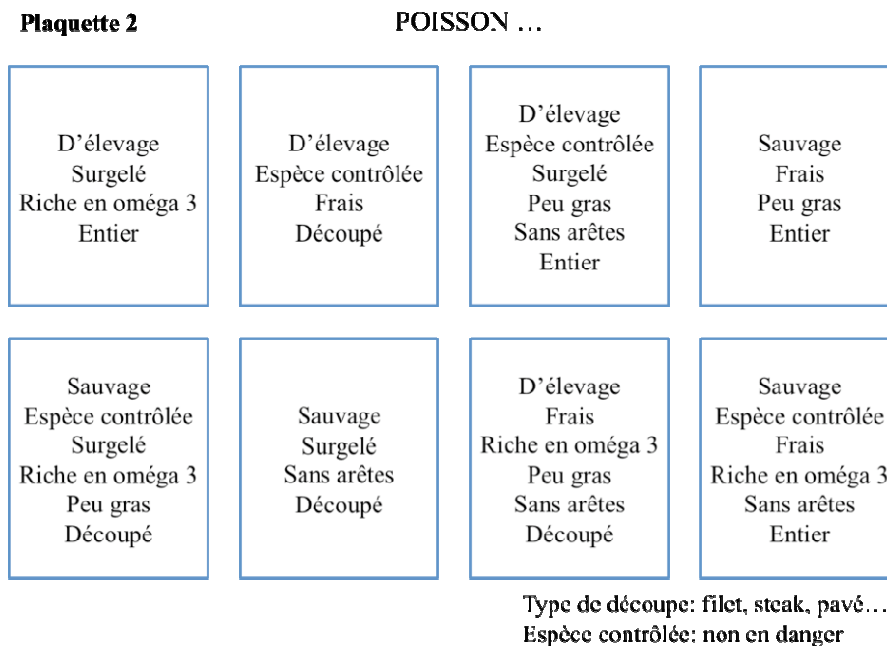 Plaquette 2
POISSON …
D’élevage
Surgelé
Riche en oméga 3
Entier
D’élevage
Espèce contrôlée
Frais
Découpé
D’élevage
Espèce contrôlée
Surgelé
Peu gras
Sans arêtes
Entier
Sauvage
Frais
Peu gras
Entier
Sauvage
Espèce contrôlée
Surgelé
Riche en oméga 3
Peu gras
Découpé
Sauvage
Surgelé
Sans arêtes
Découpé
D’élevage
Frais
Riche en oméga 3
Peu gras
Sans arêtes
Découpé
Sauvage
Espèce contrôlée
Frais
Riche en oméga 3
Sans arêtes
Entier
Type de découpe: filet, steak, pavé…
Espèce contrôlée: non en danger